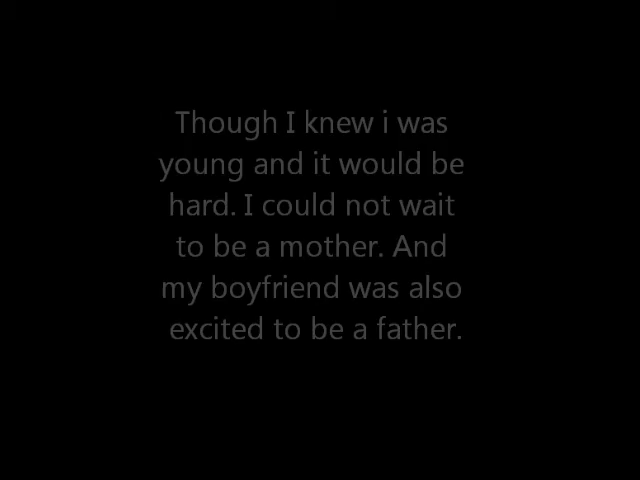 Though I knew i was
young and it would be
hard. I could not wait
to be a mother. And
my boyfriend was also
excited to be a father.